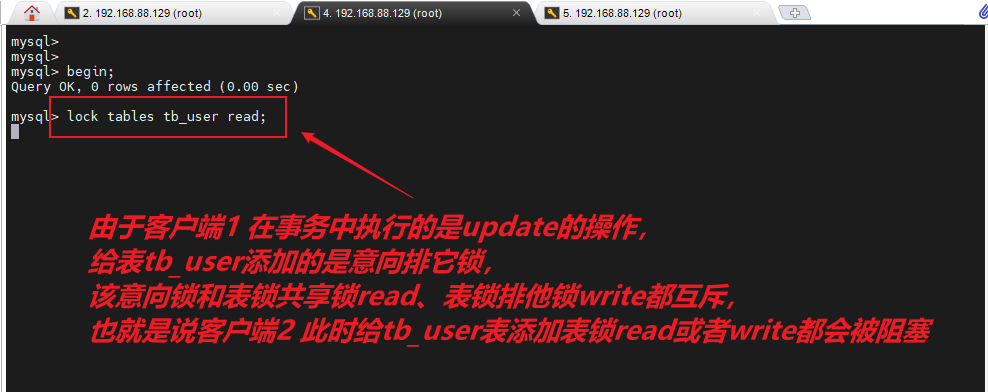 2. 192.168.88.129 (root)
4. 192.168.88.129 (root)
5. 192.168.88.129 (root)
mysql>
mysql>
mysql> begin;
Query OK, 0 rows affected (0.00 sec)
mysql> lock tables tb_user read;
由于客户端1 在事务中执行的是update的操作,
给表tb_user添加的是意向排它锁,
该意向锁和表锁共享锁read、表锁排他锁write都互斥,
也就是说客户端2 此时给tb_user表添加表锁read或者write都会被阻塞